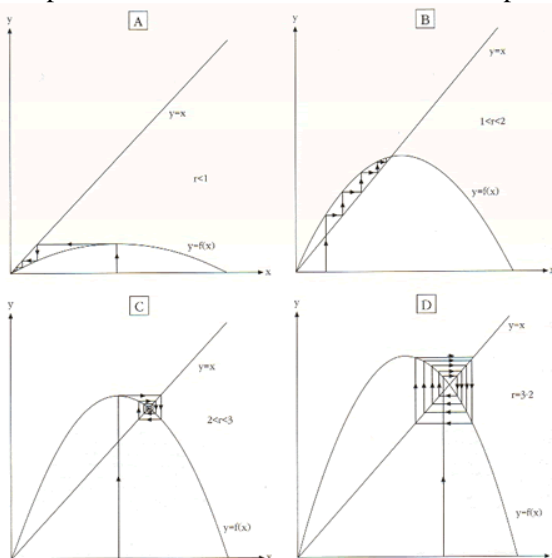 y
A
y=x
r<1
y=f(x)
x
y
B
y=x
1<r<2
y=f(x)
x
y
C
y=x
2<r<3
y=f(x)
x
y
D
y=x
r=3·2
y=f(x)
x